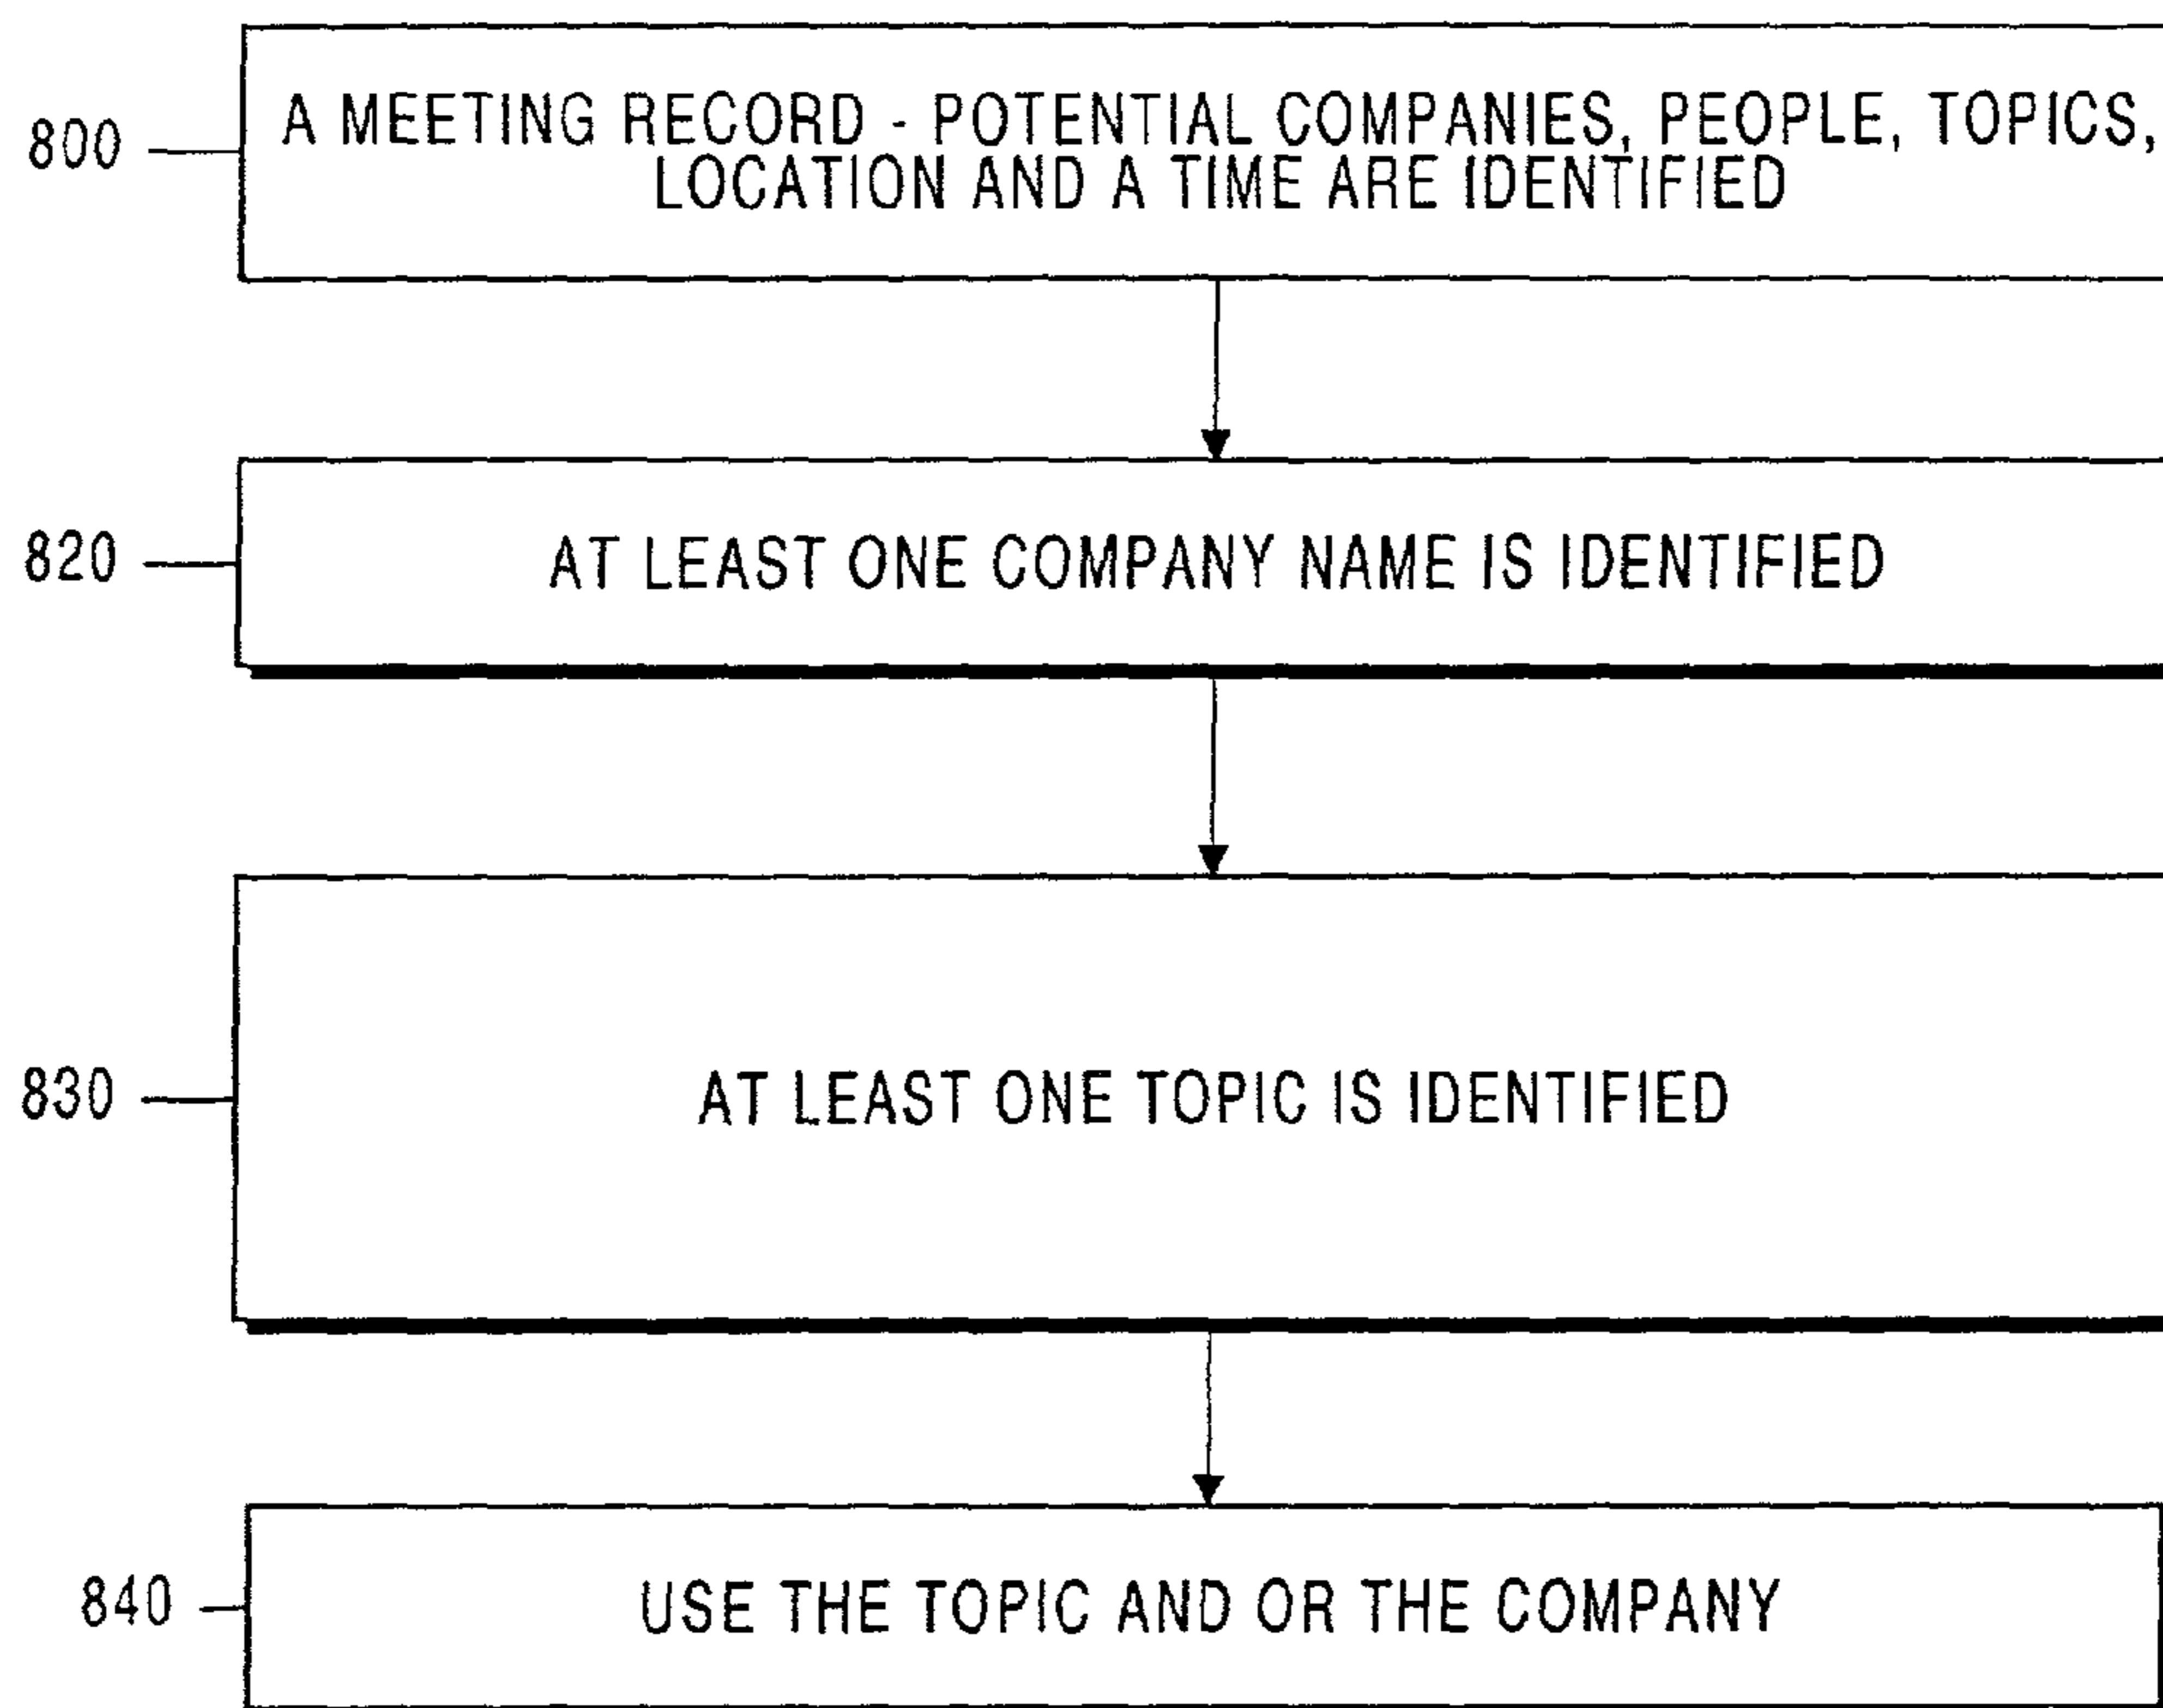 800
A MEETING RECORD - POTENTIAL COMPANIES, PEOPLE, TOPICS,
LOCATION AND A TIME ARE IDENTIFIED
820
AT LEAST ONE COMPANY NAME IS IDENTIFIED
830
AT LEAST ONE TOPIC IS IDENTIFIED
840
USE THE TOPIC AND OR THE COMPANY